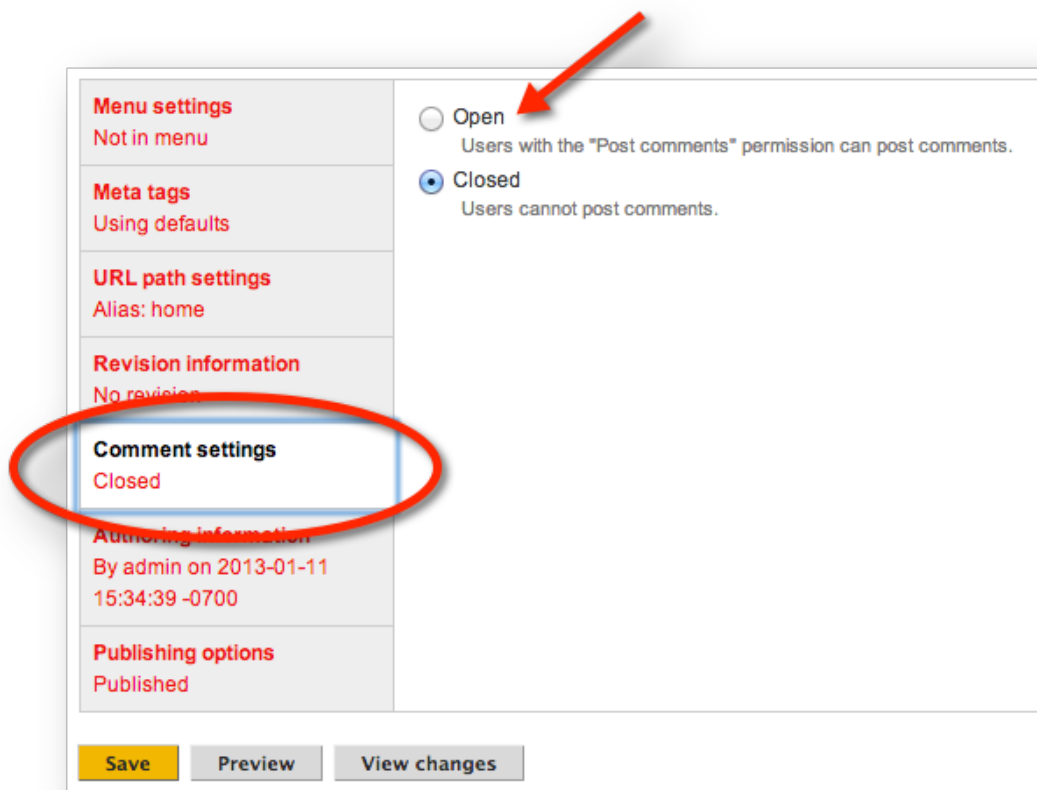 Menu settings
Not in menu
Meta tags
Using defaults
URL path settings
Alias: home
Revision information
No revision
Comment settings
Closed
Authoring information
By admin on 2013-01-11
15:34:39 -0700
Publishing options
Published
Open
Users with the "Post comments" permission can post comments.
Closed
Users cannot post comments.
Save
Preview
View changes